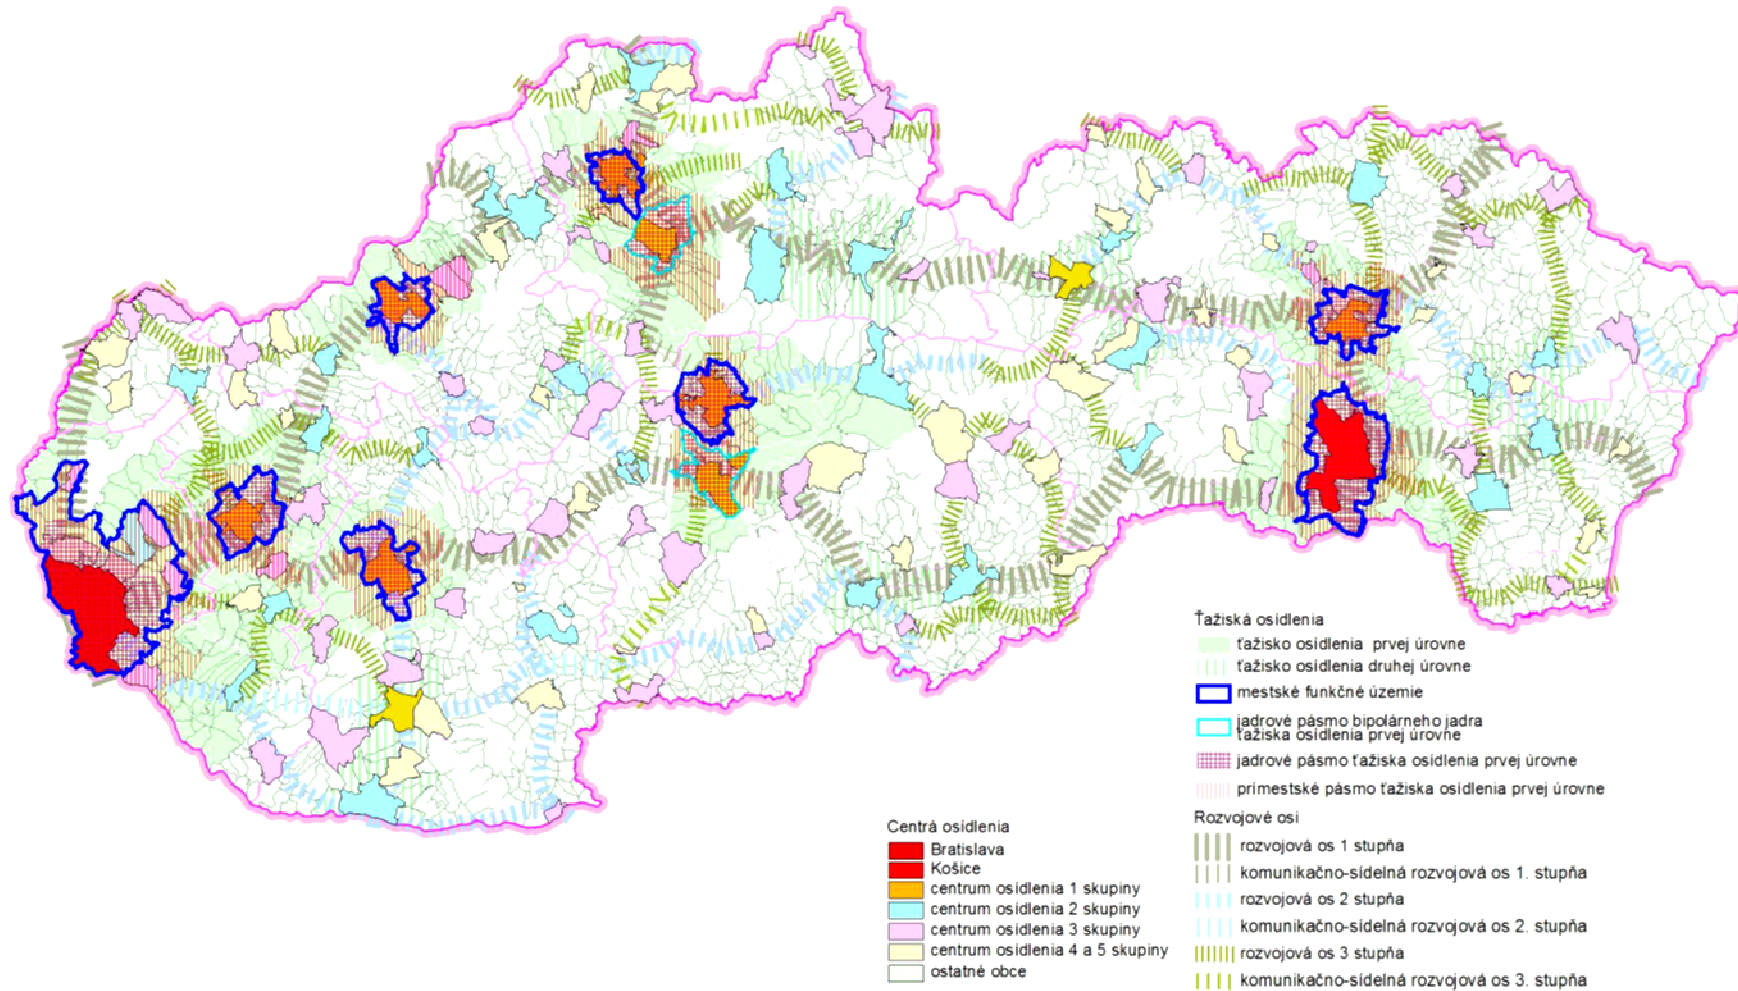 Ťažiská osídlenia
ťažisko osídlenia prvej úrovne
ťažisko osídlenia druhej úrovne
mestské funkčné územie
jadrové pásmo bipolárneho jadra
ťažiska osídlenia prvej úrovne
jadrové pásmo ťažiska osídlenia prvej úrovne
prímestské pásmo ťažiska osídlenia prvej úrovne
Rozvojové osi
rozvojová os 1 stupňa
komunikačno-sídelná rozvojová os 1. stupňa
rozvojová os 2 stupňa
komunikačno-sídelná rozvojová os 2. stupňa
rozvojová os 3 stupňa
komunikačno-sídelná rozvojová os 3. stupňa
Centrá osídlenia
Bratislava
Košice
centrum osídlenia 1 skupiny
centrum osídlenia 2 skupiny
centrum osídlenia 3 skupiny
centrum osídlenia 4 a 5 skupiny
ostatné obce